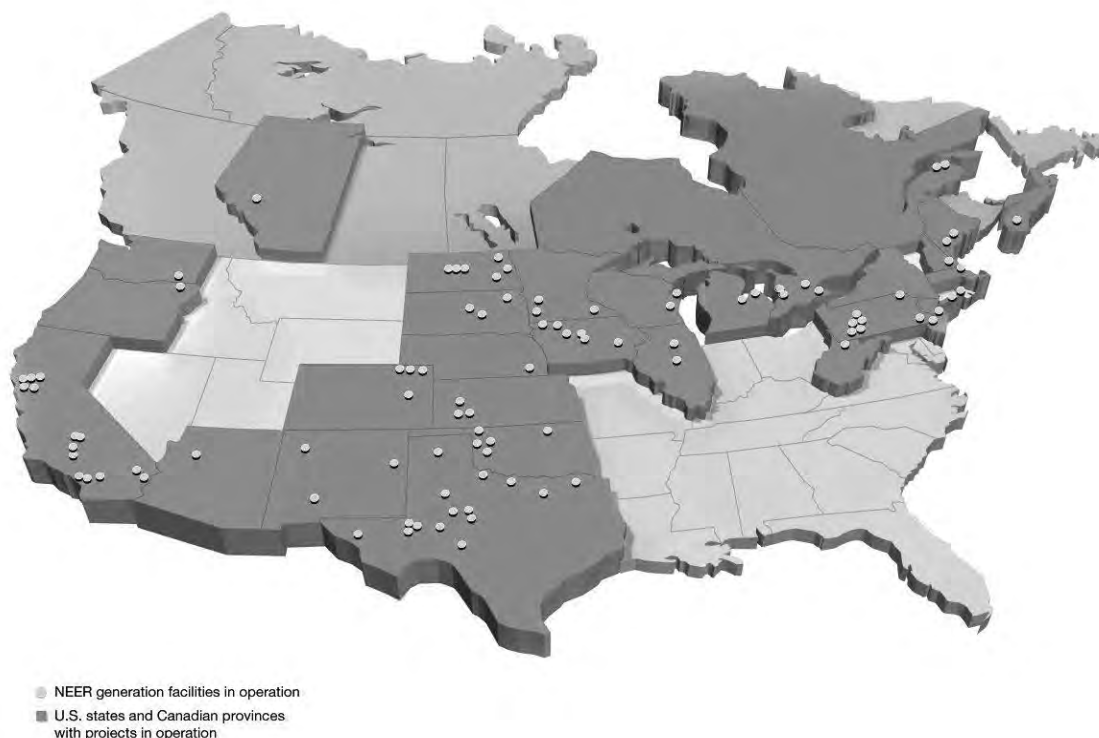 NEER generation facilities in operation
U.S. states and Canadian provinces
with projects in operation